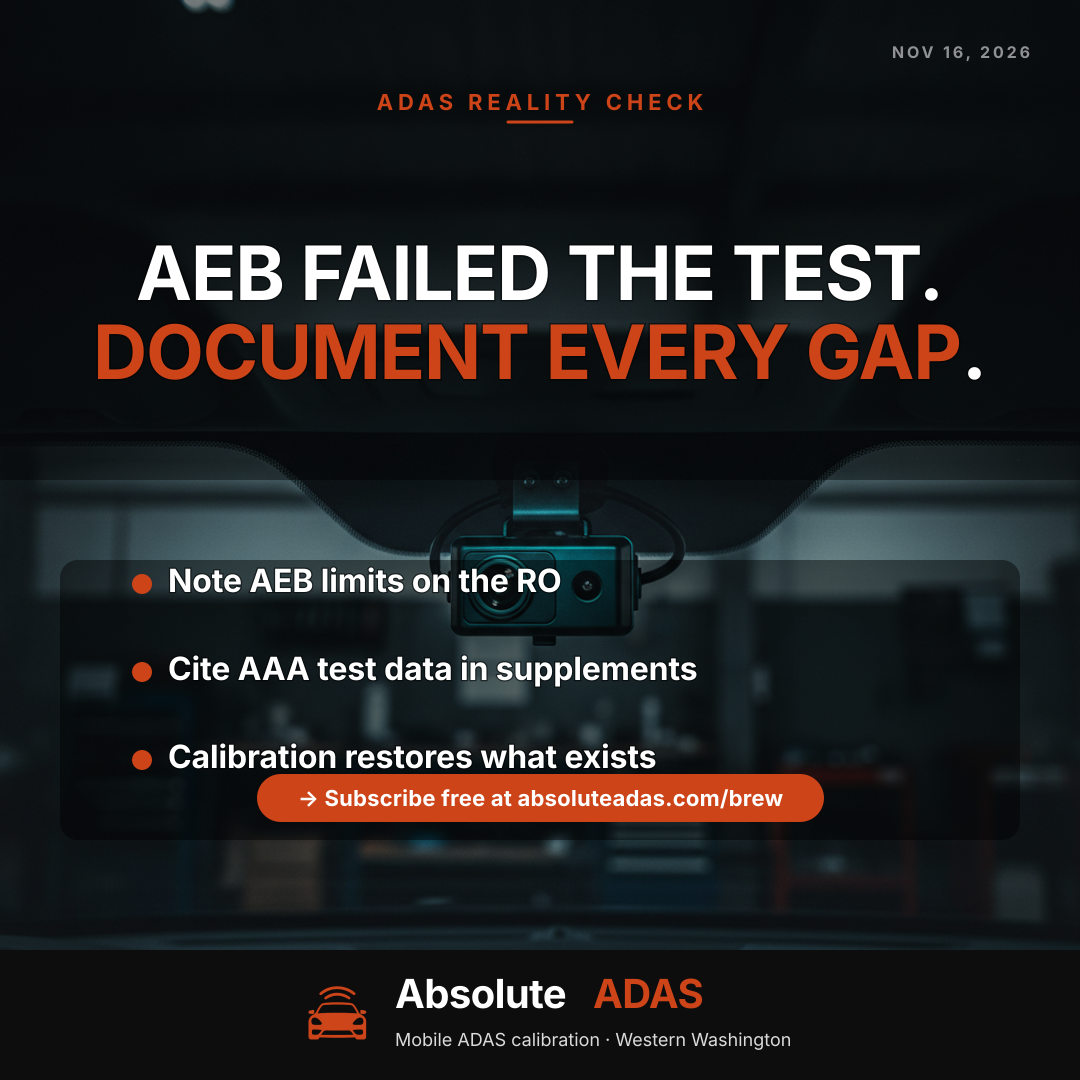 NOV 16, 2026
ADAS REALITY CHECK
AEB FAILED THE TEST.
DOCUMENT EVERY GAP.
Note AEB limits on the RO
Cite AAA test data in supplements
Calibration restores what exists
→ Subscribe free at absoluteadas.com/brew
Absolute ADAS
Mobile ADAS calibration · Western Washington